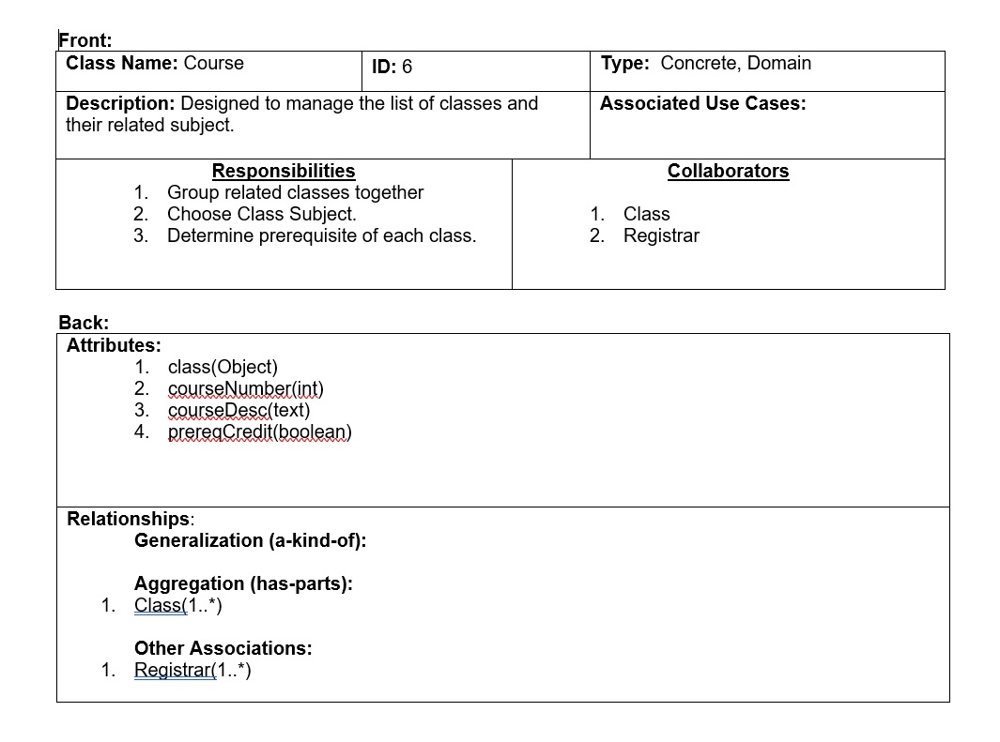 Front:
Class Name: Course
ID: 6
Type: Concrete, Domain
Description: Designed to manage the list of classes and
their related subject.
Associated Use Cases:
Responsibilities
1. Group related classes together
2. Choose Class Subject.
3. Determine prerequisite of each class.
Collaborators
1. Class
2. Registrar
Back:
Attributes:
1. class(Object)
2. courseNumber(int)
3. courseDesc(text)
4. prereqCredit(boolean)
Relationships:
Generalization (a-kind-of):
Aggregation (has-parts):
1. Class(1..*)
Other Associations:
1. Registrar(1..*)